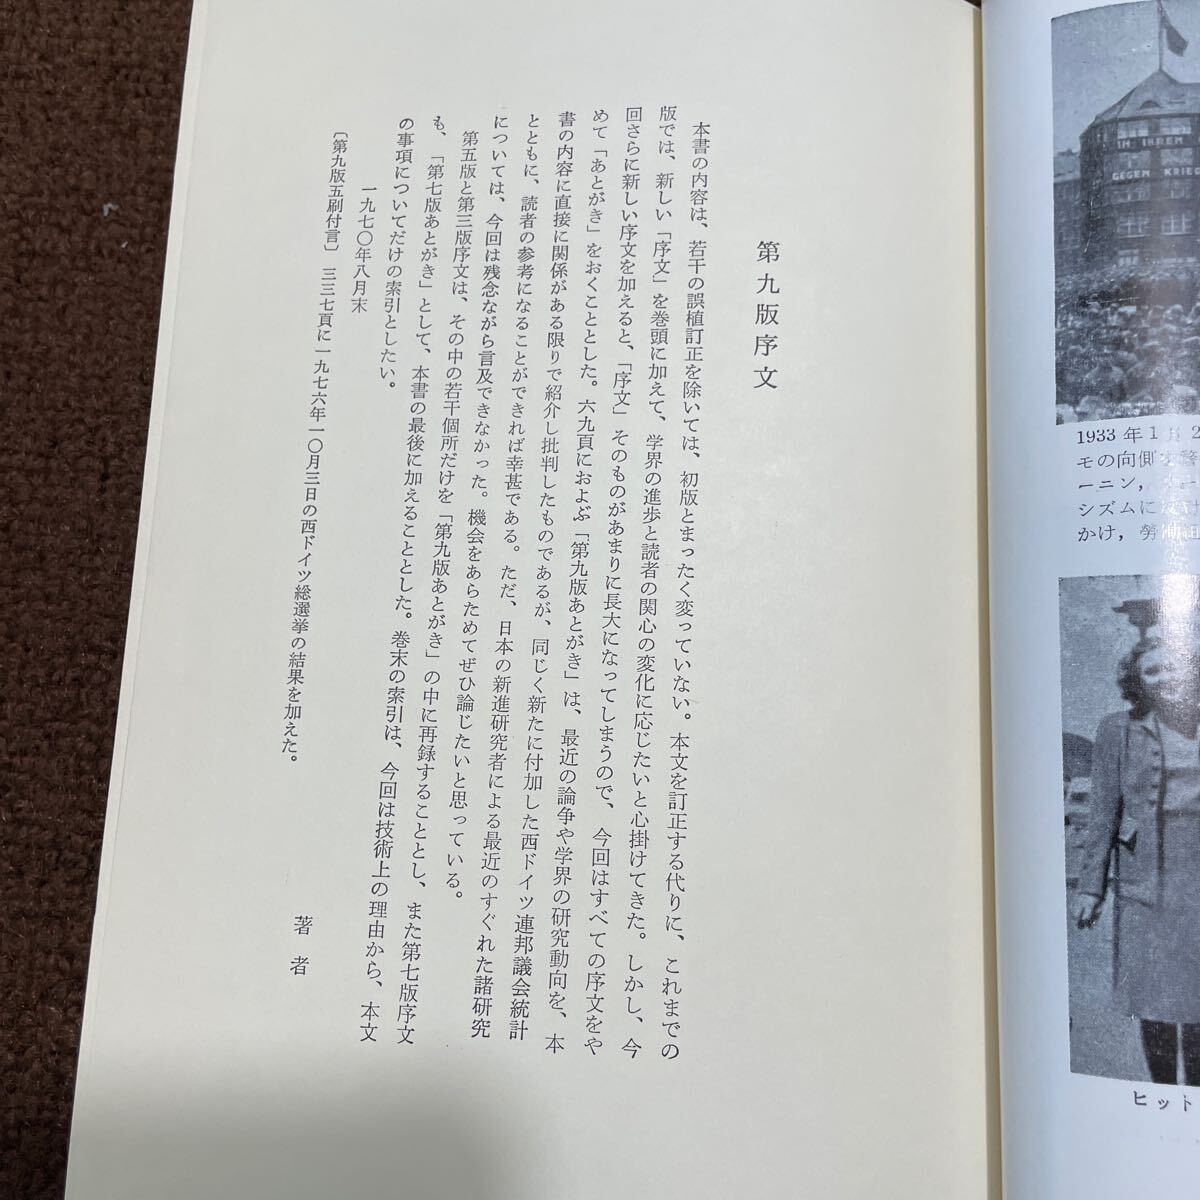 第九版序文
本書の内容は、若干の誤植訂正を除いては、初版とまったく変っていない。本文を訂正する代りに、これまでの
版では、新しい「序文」を巻頭に加えて、学界の進歩と読者の関心の変化に応じたいと心掛けてきた。しかし、今
回さらに新しい序文を加えると、「序文」そのものがあまりに長大になってしまうので、今回はすべての序文をや
めて「あとがき」をおくこととした。六九頁におよぶ「第九版あとがき」は、最近の論争や学界の研究動向を、本
書の内容に直接に関係がある限りで紹介し批判したものであるが、同じく新たに付加した西ドイツ連邦議会統計
とともに、読者の参考になることができれば幸甚である。ただ、日本の新進研究者による最近のすぐれた諸研究
については、今回は残念ながら言及できなかった。機会をあらためてぜひ論じたいと思っている。
第五版と第三版序文は、その中の若干個所だけを「第九版あとがき」の中に再録することとし、また第七版序文
も、「第七版あとがき」として、本書の最後に加えることとした。巻末の索引は、今回は技術上の理由から、本文
の事項についてだけの索引としたい。
一九七〇年八月末
著者
〔第九版五刷付言〕 三三七頁に一九七六年一〇月三日の西ドイツ総選挙の結果を加えた。
IN IHREM
GEGEN KRIEG
1933年1月2
モの向側
ーニン,
シズムに
かけ,
ヒット